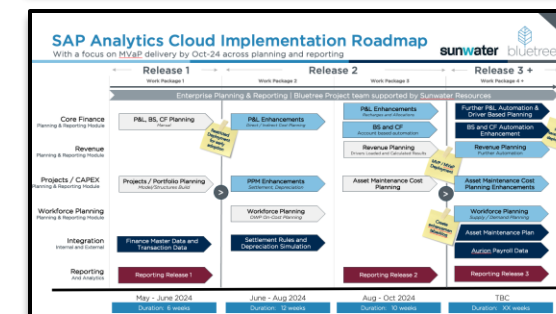 SAP Analytics Cloud Implementation Roadmap
With a focus on MVaP delivery by Oct-24 across planning and reporting
sunwater
bluetree
Release 1
Release 2
Release 3 +
Work Package 1
Work Package 2
Work Package 3
Work Package 4+
Enterprise Planning & Reporting | Bluetree Project team supported by Sunwater Resources
Core Finance
Planning & Reporting Module
P&L, BS, CF Planning
Manual
P&L Enhancements
Direct / Indirect Cost Planning
P&L Enhancements
Recharges and Allocations
BS and CF
Account based automation
Further P&L Automation &
Driver Based Planning
BS and CF Automation
Enhancement
Revenue
Planning & Reporting Module
Revenue Planning
Drivers Loaded and Calculated Results
Revenue Planning
Further Automation
Projects / CAPEX
Planning & Reporting Module
Projects / Portfolio Planning
Model/Structures Build
PPM Enhancements
Settlement, Depreciation
Asset Maintenance Cost
Planning
Asset Maintenance Cost
Planning Enhancements
Workforce Planning
Planning & Reporting Module
Workforce Planning
OWP On-Cost Planning
Workforce Planning
Supply / Demand Planning
Integration
Internal and External
Finance Master Data and
Transaction Data
Settlement Rules and
Depreciation Simulation
Asset Maintenance Plan
Aurion Payroll Data
Reporting
And Analytics
Reporting Release 1
Reporting Release 2
Reporting Release 3
May - June 2024
June - Aug 2024
Aug - Oct 2024
TBC
Duration: 6 weeks
Duration: 12 weeks
Duration: 10 weeks
Duration: XX weeks